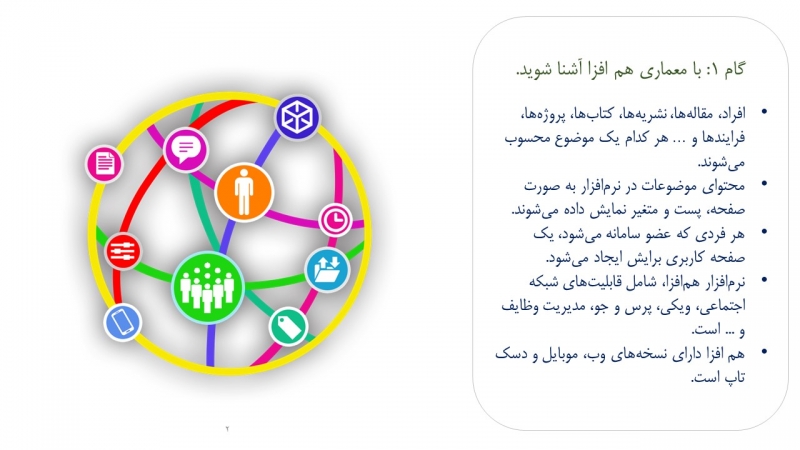 گام ۱: با معماری هم افزا آشنا شوید.
• افراد، مقاله‌ها، نشریه‌ها، کتاب‌ها، پروژه‌ها،
فرایندها و ... هر کدام یک موضوع محسوب
می‌شوند.
• محتوای موضوعات در نرم‌افزار به صورت
صفحه، پست و متغیر نمایش داده می‌شوند.
• هر فردی که عضو سامانه می‌شود، یک
صفحه کاربری برایش ایجاد می‌شود.
• نرم‌افزار هم‌افزا، شامل قابلیت‌های شبکه
اجتماعی، ویکی، پرس و جو، مدیریت وظایف
و ... است.
• هم افزا دارای نسخه‌های وب، موبایل و دسک
تاپ است.
۲